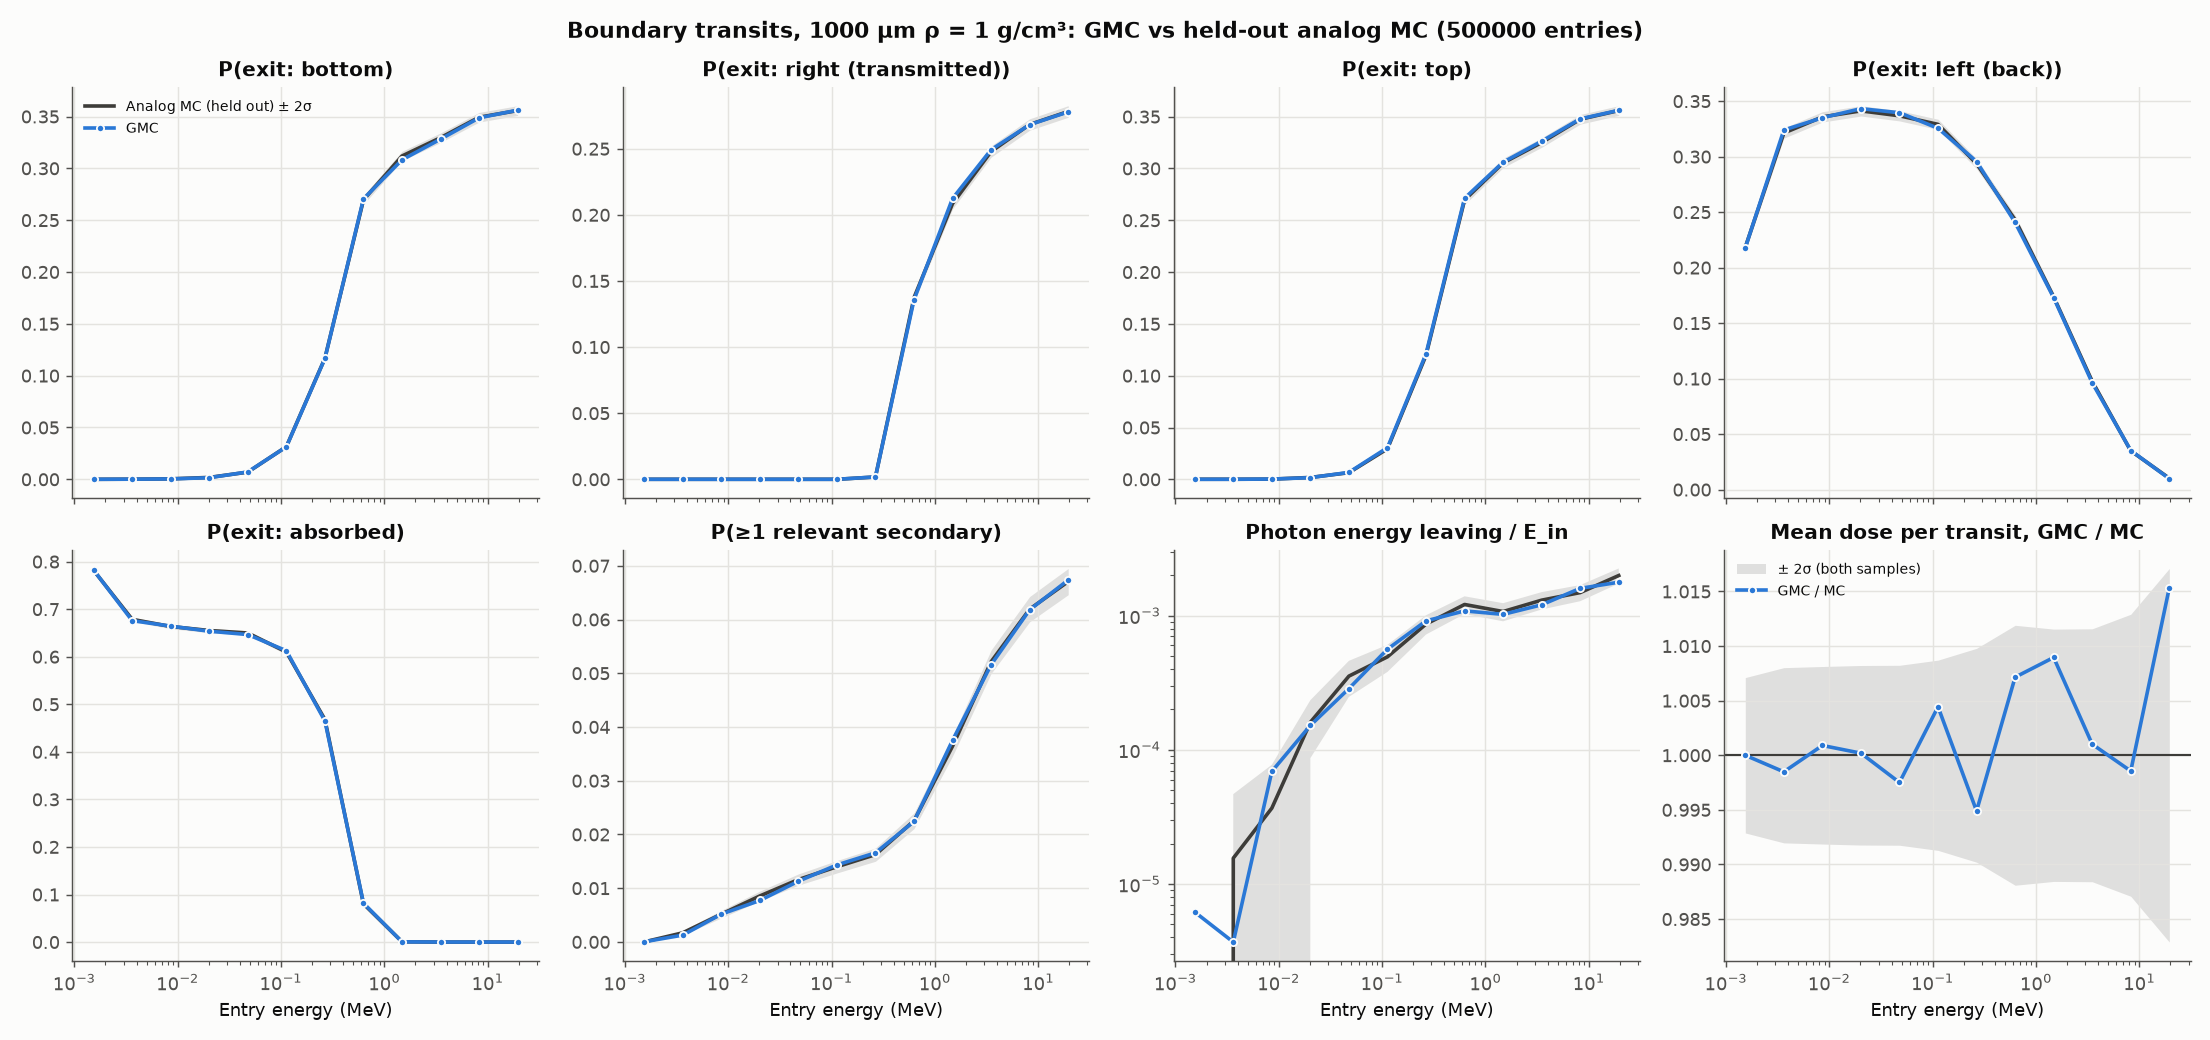 Boundary transits, 1000 µm ρ = 1 g/cm³: GMC vs held-out analog MC (500000 entries)
P(exit: bottom)
Analog MC (held out) ± 2σ
GMC
0.35
0.30
0.25
0.20
0.15
0.10
0.05
0.00
P(exit: right (transmitted))
0.25
0.20
0.15
0.10
0.05
0.00
P(exit: top)
0.35
0.30
0.25
0.20
0.15
0.10
0.05
0.00
P(exit: left (back))
0.35
0.30
0.25
0.20
0.15
0.10
0.05
0.00
P(exit: absorbed)
0.8
0.7
0.6
0.5
0.4
0.3
0.2
0.1
0.0
10⁻³ 10⁻² 10⁻¹ 10⁰ 10¹
Entry energy (MeV)
P(≥1 relevant secondary)
0.07
0.06
0.05
0.04
0.03
0.02
0.01
0.00
10⁻³ 10⁻² 10⁻¹ 10⁰ 10¹
Entry energy (MeV)
Photon energy leaving / E_in
10⁻³
10⁻⁴
10⁻⁵
10⁻³ 10⁻² 10⁻¹ 10⁰ 10¹
Entry energy (MeV)
Mean dose per transit, GMC / MC
± 2σ (both samples)
GMC / MC
1.015
1.010
1.005
1.000
0.995
0.990
0.985
10⁻³ 10⁻² 10⁻¹ 10⁰ 10¹
Entry energy (MeV)